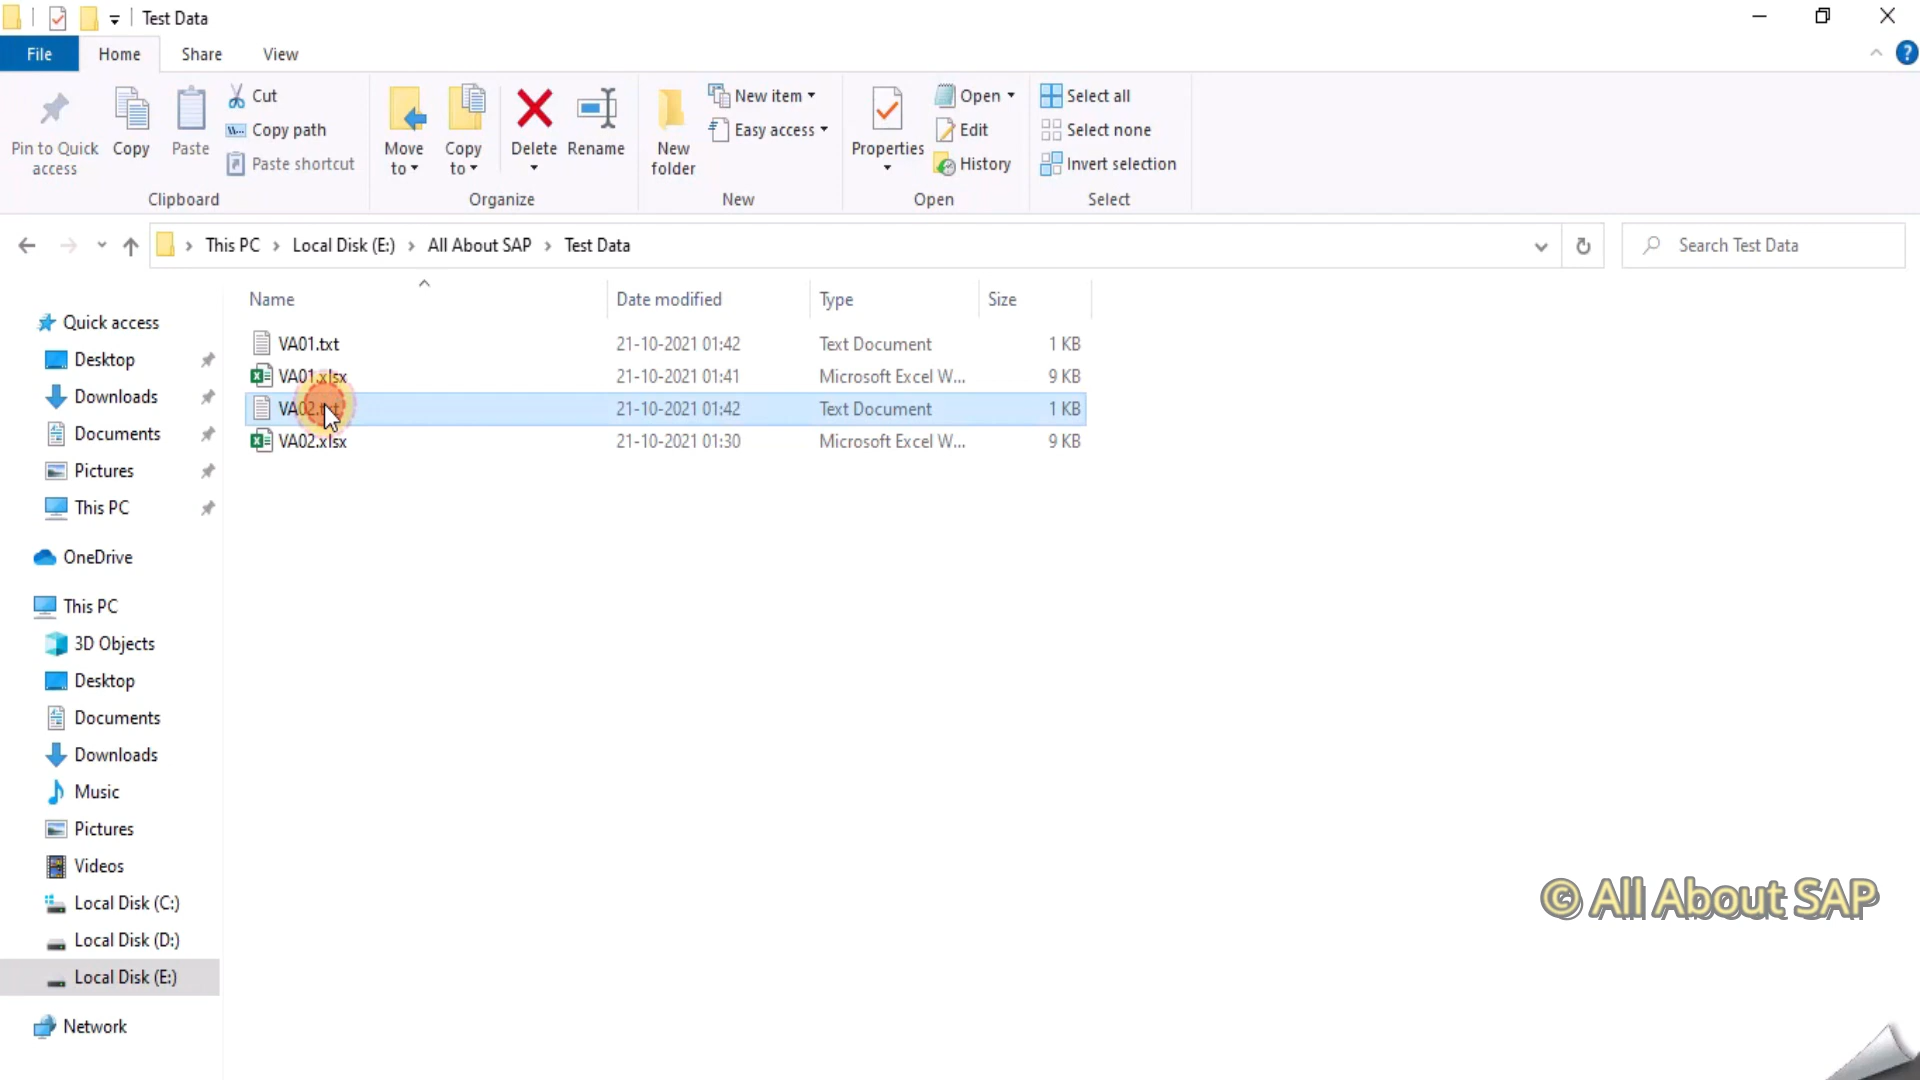 Test Data
File Home Share View
Pin to Quick access
Copy
Paste
Cut
Copy path
Paste shortcut
Clipboard
Move to
Copy to
Delete
Rename
Organize
New folder
New item
Easy access
New
Properties
Open
Edit
History
Open
Select all
Select none
Invert selection
Select
This PC > Local Disk (E:) > All About SAP > Test Data
Search Test Data
Name Date modified Type Size
VA01.txt 21-10-2021 01:42 Text Document 1 KB
VA01.xlsx 21-10-2021 01:41 Microsoft Excel W... 9 KB
VA02.txt 21-10-2021 01:42 Text Document 1 KB
VA02.xlsx 21-10-2021 01:30 Microsoft Excel W... 9 KB
Quick access
Desktop
Downloads
Documents
Pictures
This PC
OneDrive
This PC
3D Objects
Desktop
Documents
Downloads
Music
Pictures
Videos
Local Disk (C:)
Local Disk (D:)
Local Disk (E:)
Network
© All About SAP